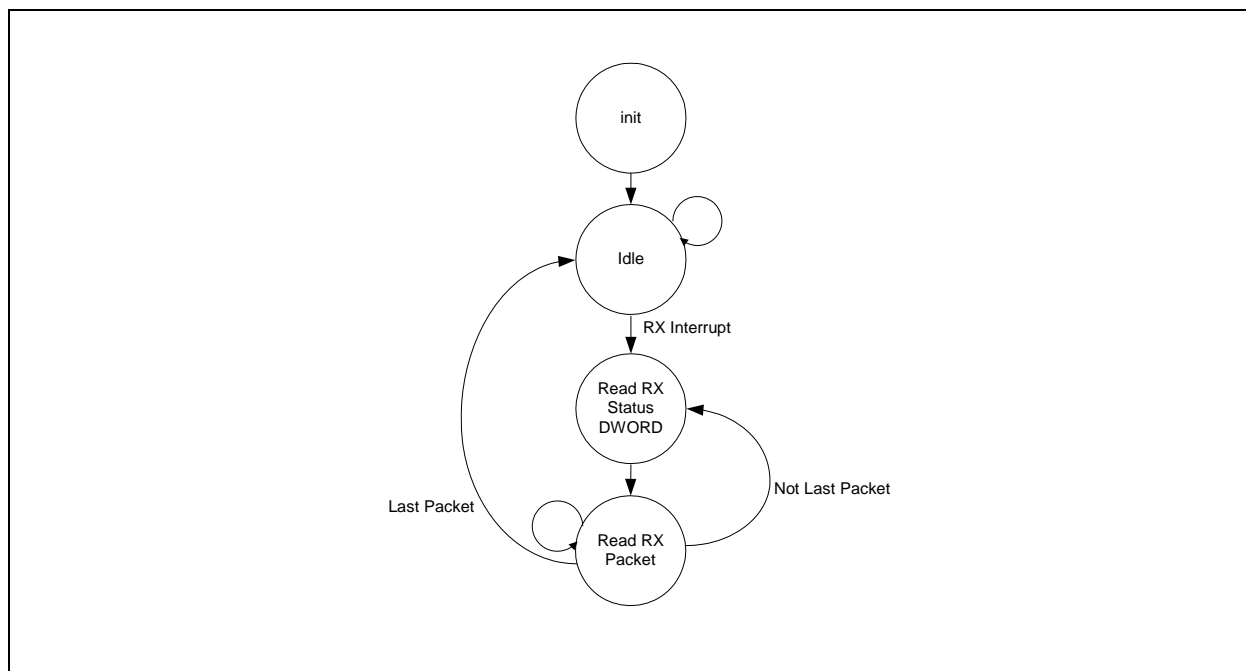 init
Idle
RX Interrupt
Read RX
Status
DWORD
Not Last Packet
Last Packet
Read RX
Packet